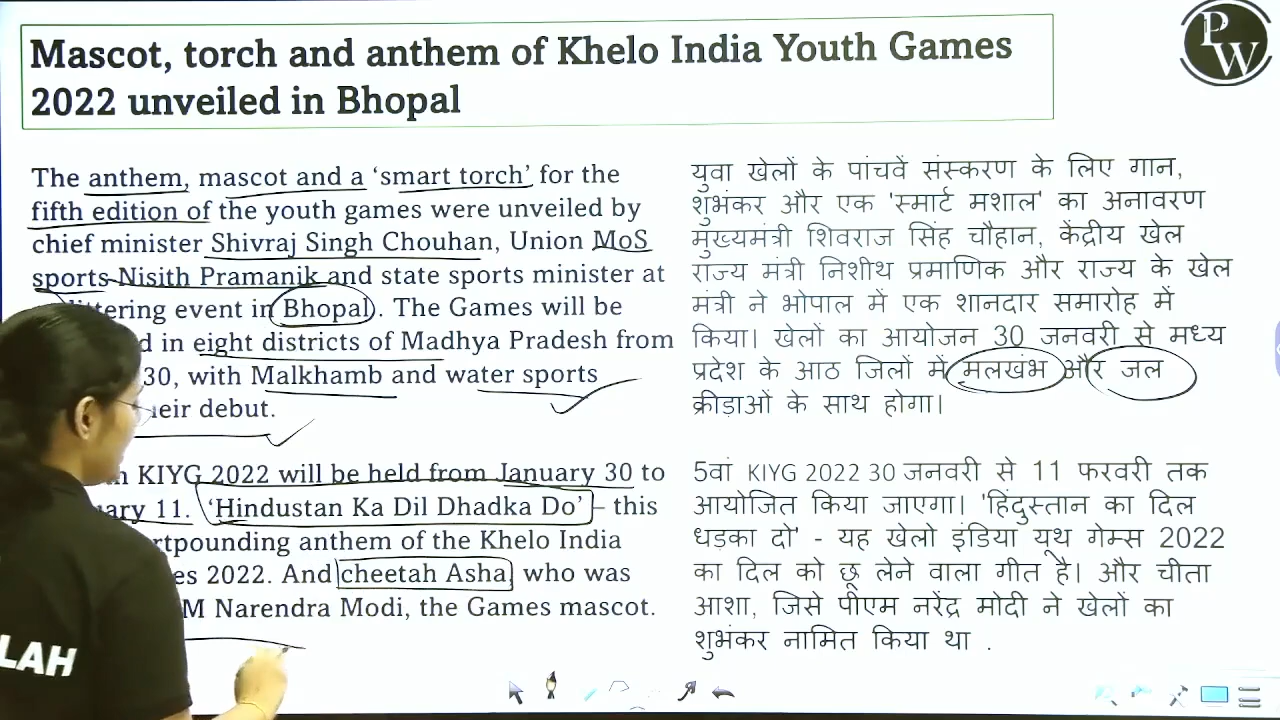 Mascot, torch and anthem of Khelo India Youth Games
2022 unveiled in Bhopal
PW
The anthem, mascot and a ‘smart torch’ for the
fifth edition of the youth games were unveiled by
chief minister Shivraj Singh Chouhan, Union MoS
sports Nisith Pramanik and state sports minister at
tering event in Bhopal). The Games will be
d in eight districts of Madhya Pradesh from
30, with Malkhamb and water sports
heir debut.
KIYG 2022 will be held from January 30 to
ary 11. ‘Hindustan Ka Dil Dhadka Do’ – this
rtpounding anthem of the Khelo India
es 2022. And cheetah Asha, who was
M Narendra Modi, the Games mascot.
युवा खेलों के पांचवें संस्करण के लिए गान,
शुभंकर और एक 'स्मार्ट मशाल' का अनावरण
मुख्यमंत्री शिवराज सिंह चौहान, केंद्रीय खेल
राज्य मंत्री निशीथ प्रमाणिक और राज्य के खेल
मंत्री ने भोपाल में एक शानदार समारोह में
किया। खेलों का आयोजन 30 जनवरी से मध्य
प्रदेश के आठ जिलों में मलखंभ और जल
क्रीड़ाओं के साथ होगा।
5वां KIYG 2022 30 जनवरी से 11 फरवरी तक
आयोजित किया जाएगा। 'हिंदुस्तान का दिल
धड़का दो' - यह खेलो इंडिया यूथ गेम्स 2022
का दिल को छू लेने वाला गीत है। और चीता
आशा, जिसे पीएम नरेंद्र मोदी ने खेलों का
शुभंकर नामित किया था .
LAH